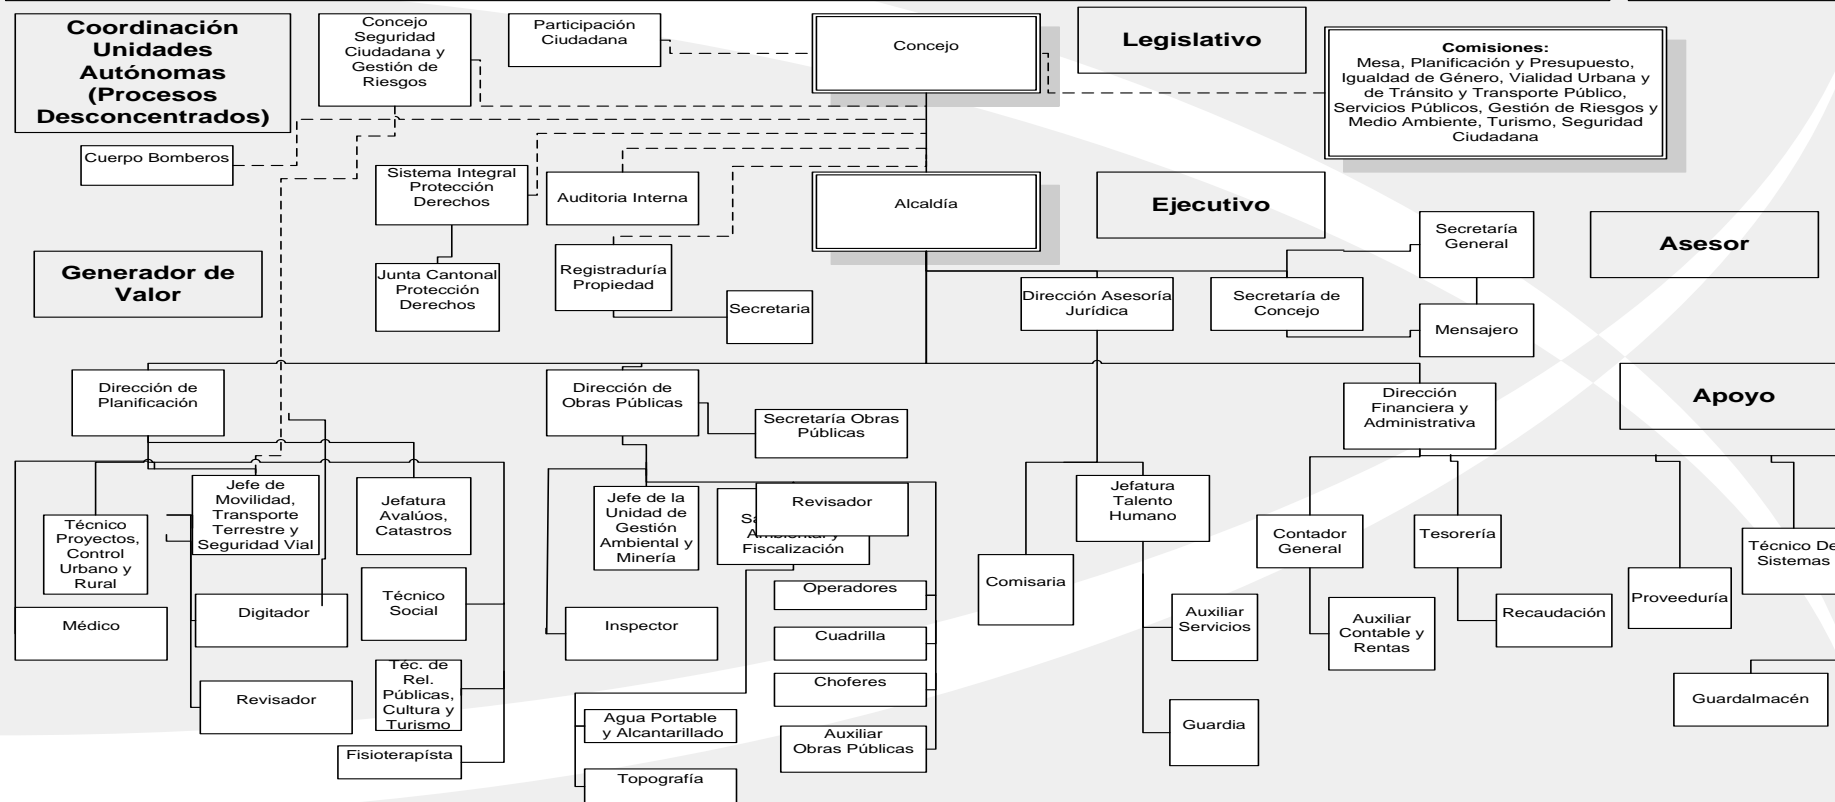 Coordinación
Unidades
Autónomas
(Procesos
Desconcentrados)
Concejo
Seguridad
Ciudadana y
Gestión de
Riesgos
Participación
Ciudadana
Concejo
Legislativo
Comisiones:
Mesa, Planificación y Presupuesto,
Igualdad de Género, Vialidad Urbana y
de Tránsito y Transporte Público,
Servicios Públicos, Gestión de Riesgos y
Medio Ambiente, Turismo, Seguridad
Ciudadana
Cuerpo Bomberos
Sistema Integral
Protección
Derechos
Auditoria Interna
Alcaldía
Ejecutivo
Secretaría
General
Asesor
Generador de
Valor
Junta Cantonal
Protección
Derechos
Registraduría
Propiedad
Secretaria
Dirección Asesoría
Jurídica
Secretaría de
Concejo
Mensajero
Dirección de
Planificación
Dirección de
Obras Públicas
Secretaría Obras
Públicas
Dirección
Financiera y
Administrativa
Apoyo
Técnico
Proyectos,
Control
Urbano y
Rural
Jefe de
Movilidad,
Transporte
Terrestre y
Seguridad Vial
Jefatura
Avalúos,
Catastros
Jefe de la
Unidad de
Gestión
Ambiental y
Minería
Fiscalización
Revisador
Jefatura
Talento
Humano
Contador
General
Tesorería
Técnico De
Sistemas
Médico
Digitador
Técnico
Social
Inspector
Operadores
Comisaria
Auxiliar
Servicios
Auxiliar
Contable y
Rentas
Recaudación
Proveeduría
Cuadrilla
Revisador
Téc. de
Rel.
Públicas,
Cultura y
Turismo
Choferes
Guardalmacén
Fisioterapísta
Agua Portable
y Alcantarillado
Auxiliar
Obras Públicas
Guardia
Topografía